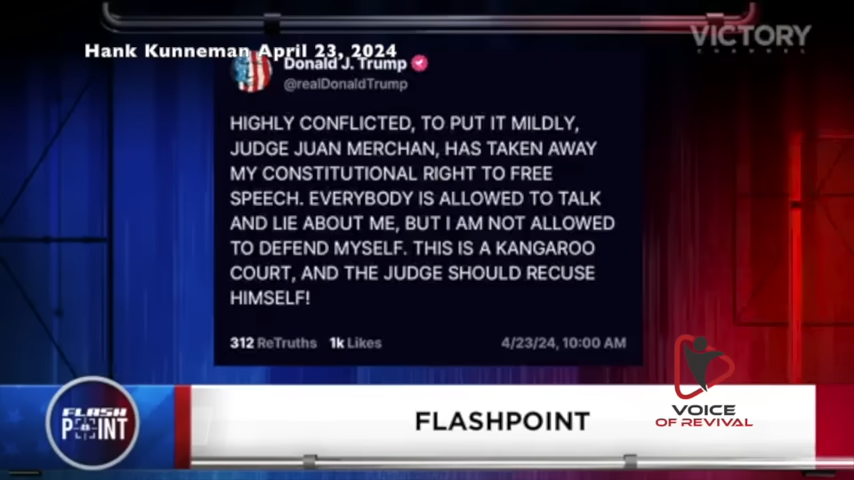 Hank Kunneman April 23, 2024
VICTORY
CHANNEL
Donald J. Trump
@realDonaldTrump
HIGHLY CONFLICTED, TO PUT IT MILDLY,
JUDGE JUAN MERCHAN, HAS TAKEN AWAY
MY CONSTITUTIONAL RIGHT TO FREE
SPEECH. EVERYBODY IS ALLOWED TO TALK
AND LIE ABOUT ME, BUT I AM NOT ALLOWED
TO DEFEND MYSELF. THIS IS A KANGAROO
COURT, AND THE JUDGE SHOULD RECUSE
HIMSELF!
312 ReTruths 1k Likes 4/23/24, 10:00 AM
FLASH
POINT
FLASHPOINT
VOICE
OF REVIVAL